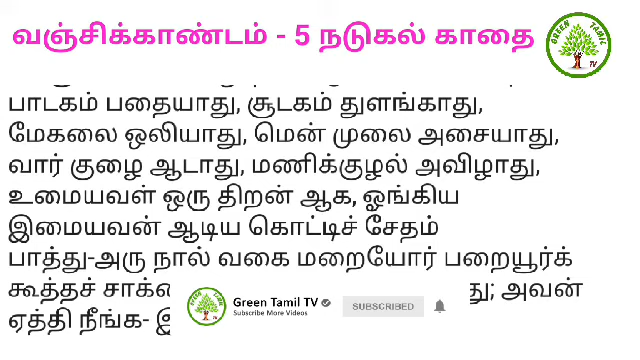 வஞ்சிக்காண்டம் - 5 நடுகல் காதை
GREEN TAMIL TV
பாடகம் பதையாது, சூடகம் துளங்காது,
மேகலை ஒலியாது, மென் முலை அசையாது,
வார் குழை ஆடாது, மணிக்குழல் அவிழாது,
உமையவள் ஒரு திறன் ஆக, ஓங்கிய
இமையவன் ஆடிய கொட்டிச் சேதம்
பாத்து-அரு நால் வகை மறையோர் பறையூர்க்
கூத்தச் அவன்
ஏத்தி நீங்க-
Green Tamil TV
Subscribe More Videos
SUBSCRIBED